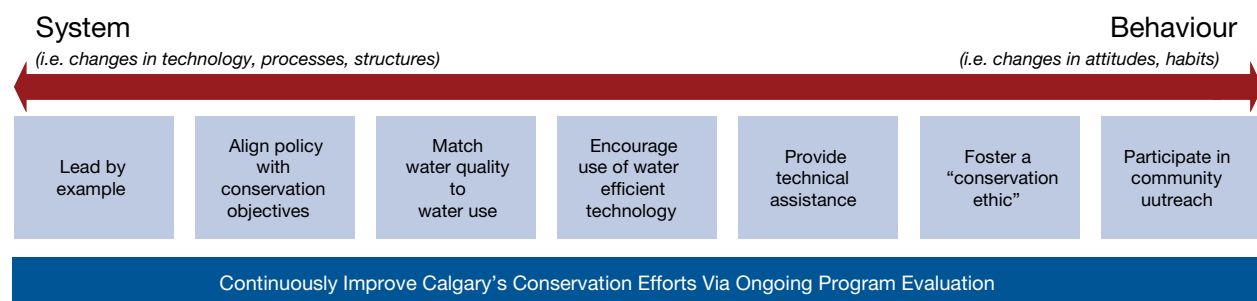 System
Behaviour
(i.e. changes in technology, processes, structures)
(i.e. changes in attitudes, habits)
Lead by
example
Align policy
with
conservation
objectives
Match
water quality
to
water use
Encourage
use of water
efficient
technology
Provide
technical
assistance
Foster a
“conservation
ethic”
Participate in
community
uutreach
Continuously Improve Calgary’s Conservation Efforts Via Ongoing Program Evaluation